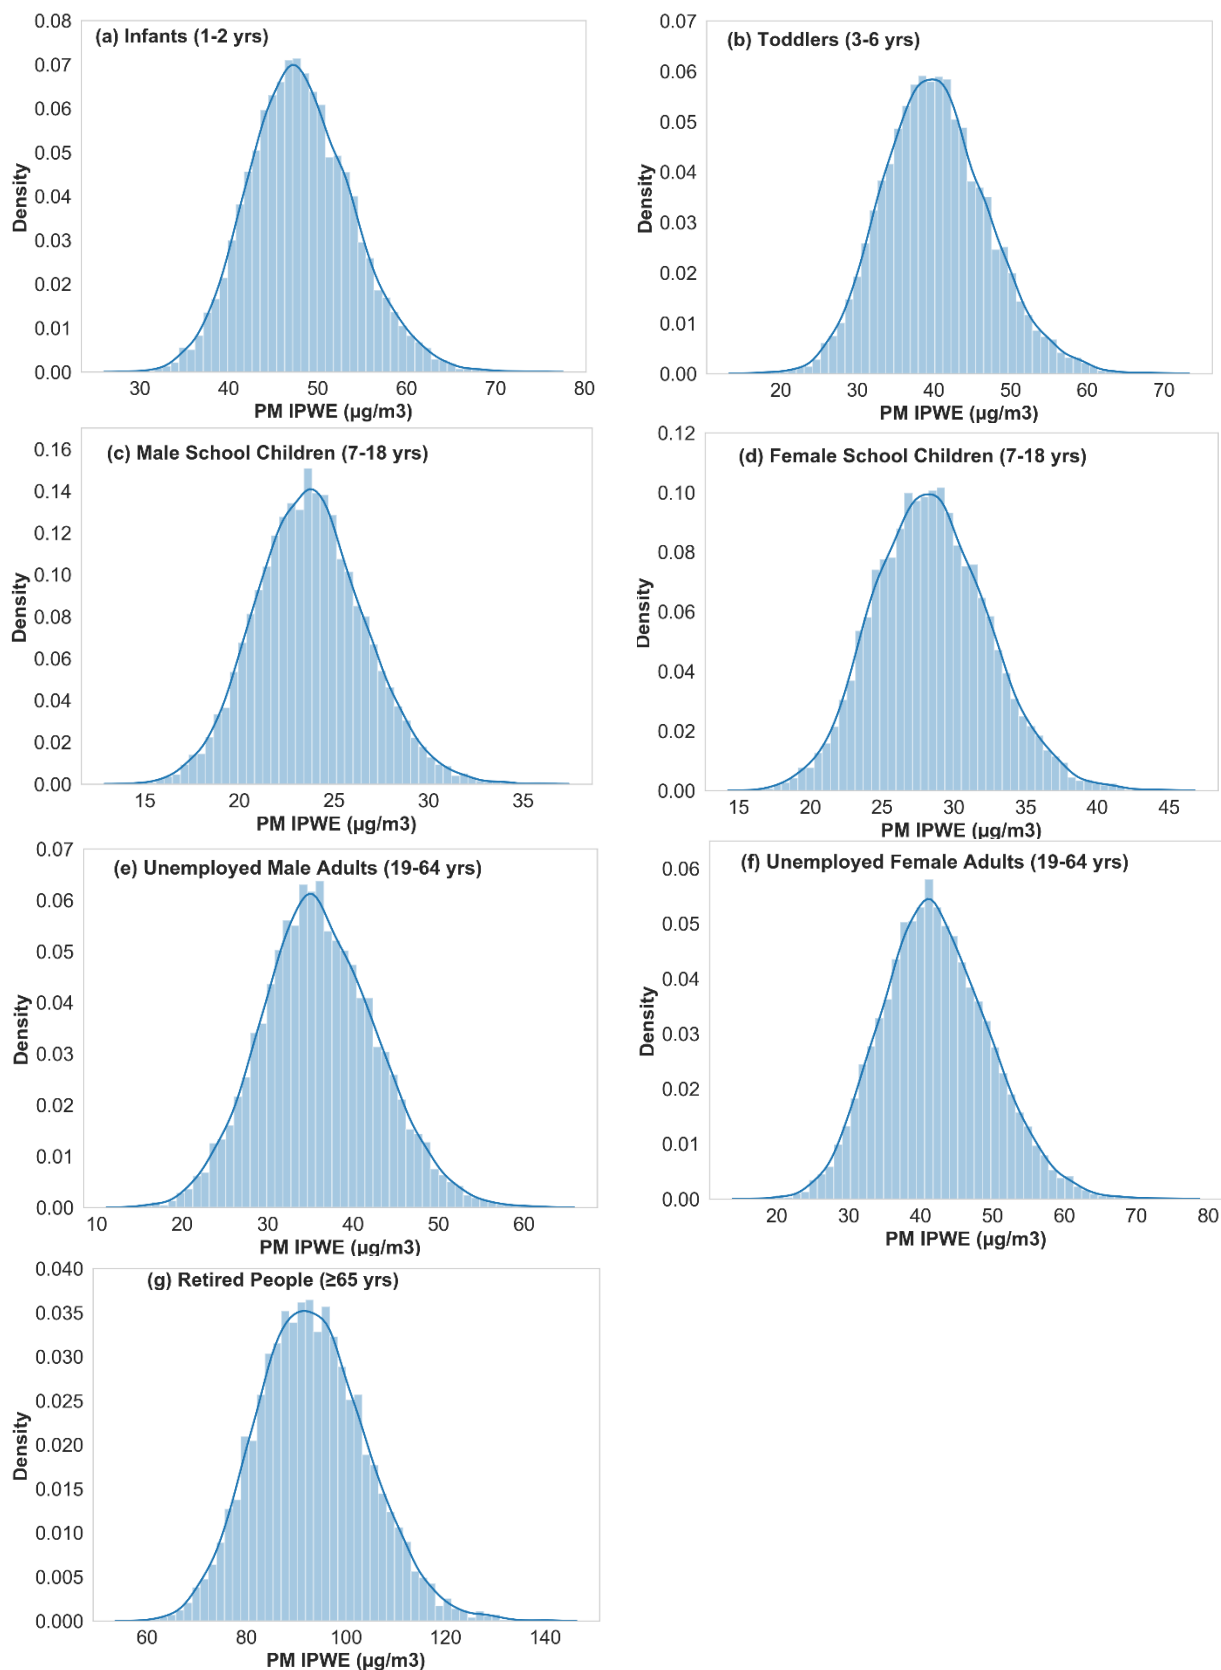 (a) Infants (1-2 yrs)
0.08
0.07
0.06
0.05
0.04
0.03
0.02
0.01
0.00
Density
30 40 50 60 70 80
PM IPWE (µg/m3)
(b) Toddlers (3-6 yrs)
0.07
0.06
0.05
0.04
0.03
0.02
0.01
0.00
Density
20 30 40 50 60 70
PM IPWE (µg/m3)
(c) Male School Children (7-18 yrs)
0.16
0.14
0.12
0.10
0.08
0.06
0.04
0.02
0.00
Density
15 20 25 30 35
PM IPWE (µg/m3)
(d) Female School Children (7-18 yrs)
0.12
0.10
0.08
0.06
0.04
0.02
0.00
Density
15 20 25 30 35 40 45
PM IPWE (µg/m3)
(e) Unemployed Male Adults (19-64 yrs)
0.07
0.06
0.05
0.04
0.03
0.02
0.01
0.00
Density
10 20 30 40 50 60
PM IPWE (µg/m3)
(f) Unemployed Female Adults (19-64 yrs)
0.06
0.05
0.04
0.03
0.02
0.01
0.00
Density
20 30 40 50 60 70 80
PM IPWE (µg/m3)
(g) Retired People (≥65 yrs)
0.040
0.035
0.030
0.025
0.020
0.015
0.010
0.005
0.000
Density
60 80 100 120 140
PM IPWE (µg/m3)